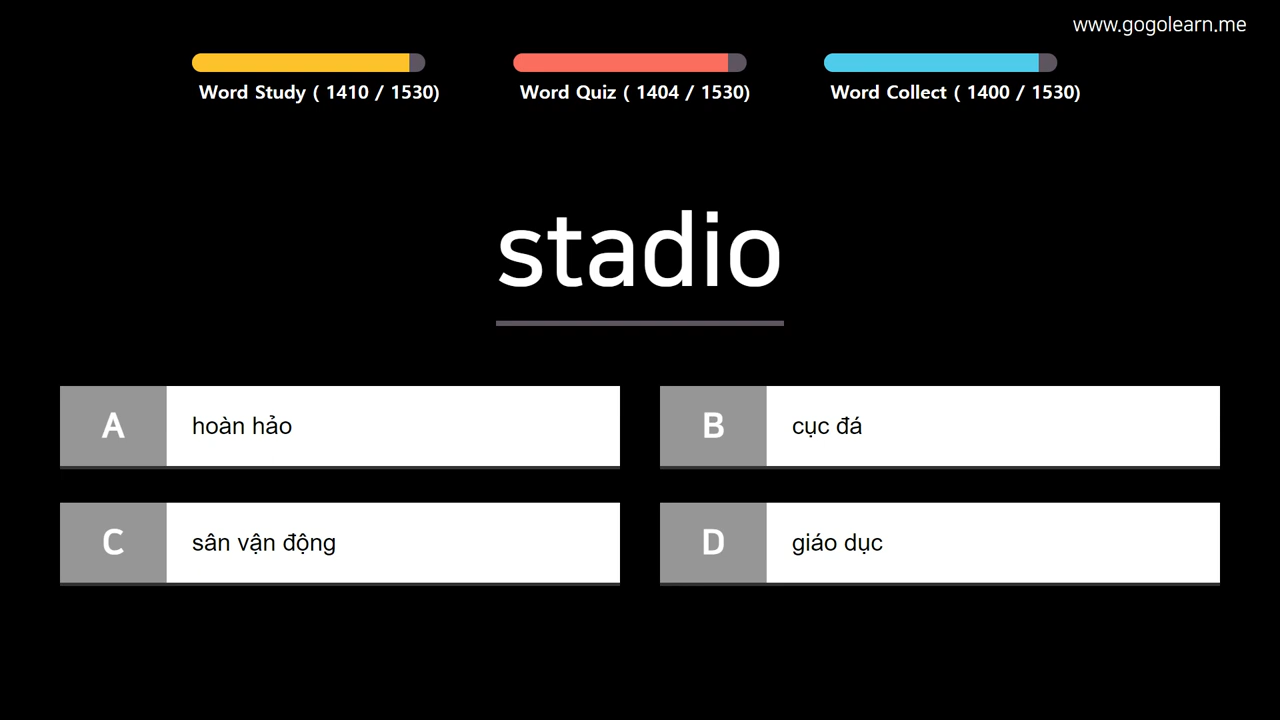 www.gogolearn.me
Word Study ( 1410 / 1530)
Word Quiz ( 1404 / 1530)
Word Collect ( 1400 / 1530)
stadio
A hoàn hảo
B cục đá
C sân vận động
D giáo dục